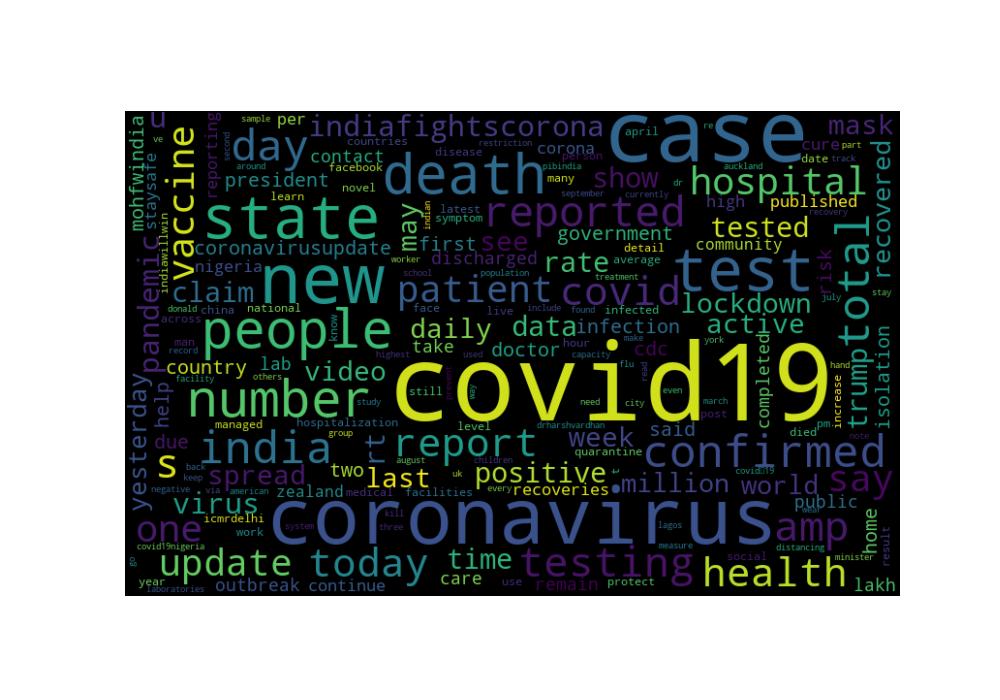 mohfwindia
staysafe
indiawillwin
vaccine
u
reporting
sample
per
second
day
around
indiafightscorona
countries
disease
restriction
corona
case
april
person
re
mask
cure
part
date
track
recovered
contact
facebook
president
novel
learn
death
latest
symptom
many
pibindia
september
show
currently
dr
auckland
hospital
high
published
recovery
state
may
indian
reported
government
detail
tested
community
risk
total
pandemic
coronavirusupdate
first
see
discharged
worker
nigeria
claim
new
school
patient
population
rate
average
treatment
covid
test
july
stay
donald
china
national
across
people
know
face
live
include
found
infected
lockdown
man
record
daily
take
data
infection
doctor
hour
make
york
active
completed
hand
increase
trump
isolation
country
lab
video
highest
used
capacity
flu
cdc
read
facility
others
covid19
yesterday
help
number
study
still
way
present
need
city
even
march
post
pm
died
note
managed
hospitalization
level
drharshvardhan
due
india
group
rt
report
week
said
quarantine
confirmed
s
spread
back
keep
two
last
august
uk
children
positive
t
million
world
say
negative
via
american
zealand
medical
facilities
every
recoveries
public
wear
virus
one
icmrdelhi
work
coronavirus
system
kill
three
lagos
measure
amp
home
result
covid19nigeria
go
update
today
time
testing
social
distancing
minister
health
year
laboratories
outbreak
continue
care
use
remain
protect
lakh